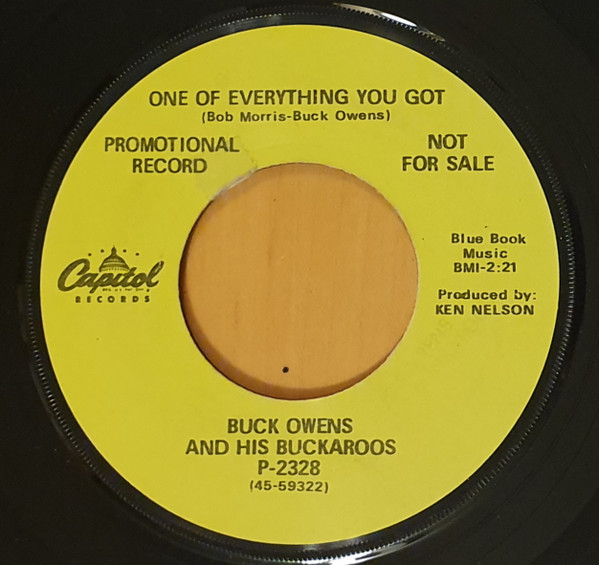 ONE OF EVERYTHING YOU GOT
(Bob Morris-Buck Owens)
PROMOTIONAL
RECORD
NOT
FOR SALE
Capitol
RECORDS
Blue Book
Music
BMI-2:21
Produced by:
KEN NELSON
BUCK OWENS
AND HIS BUCKAROOS
P-2328
(45-59322)